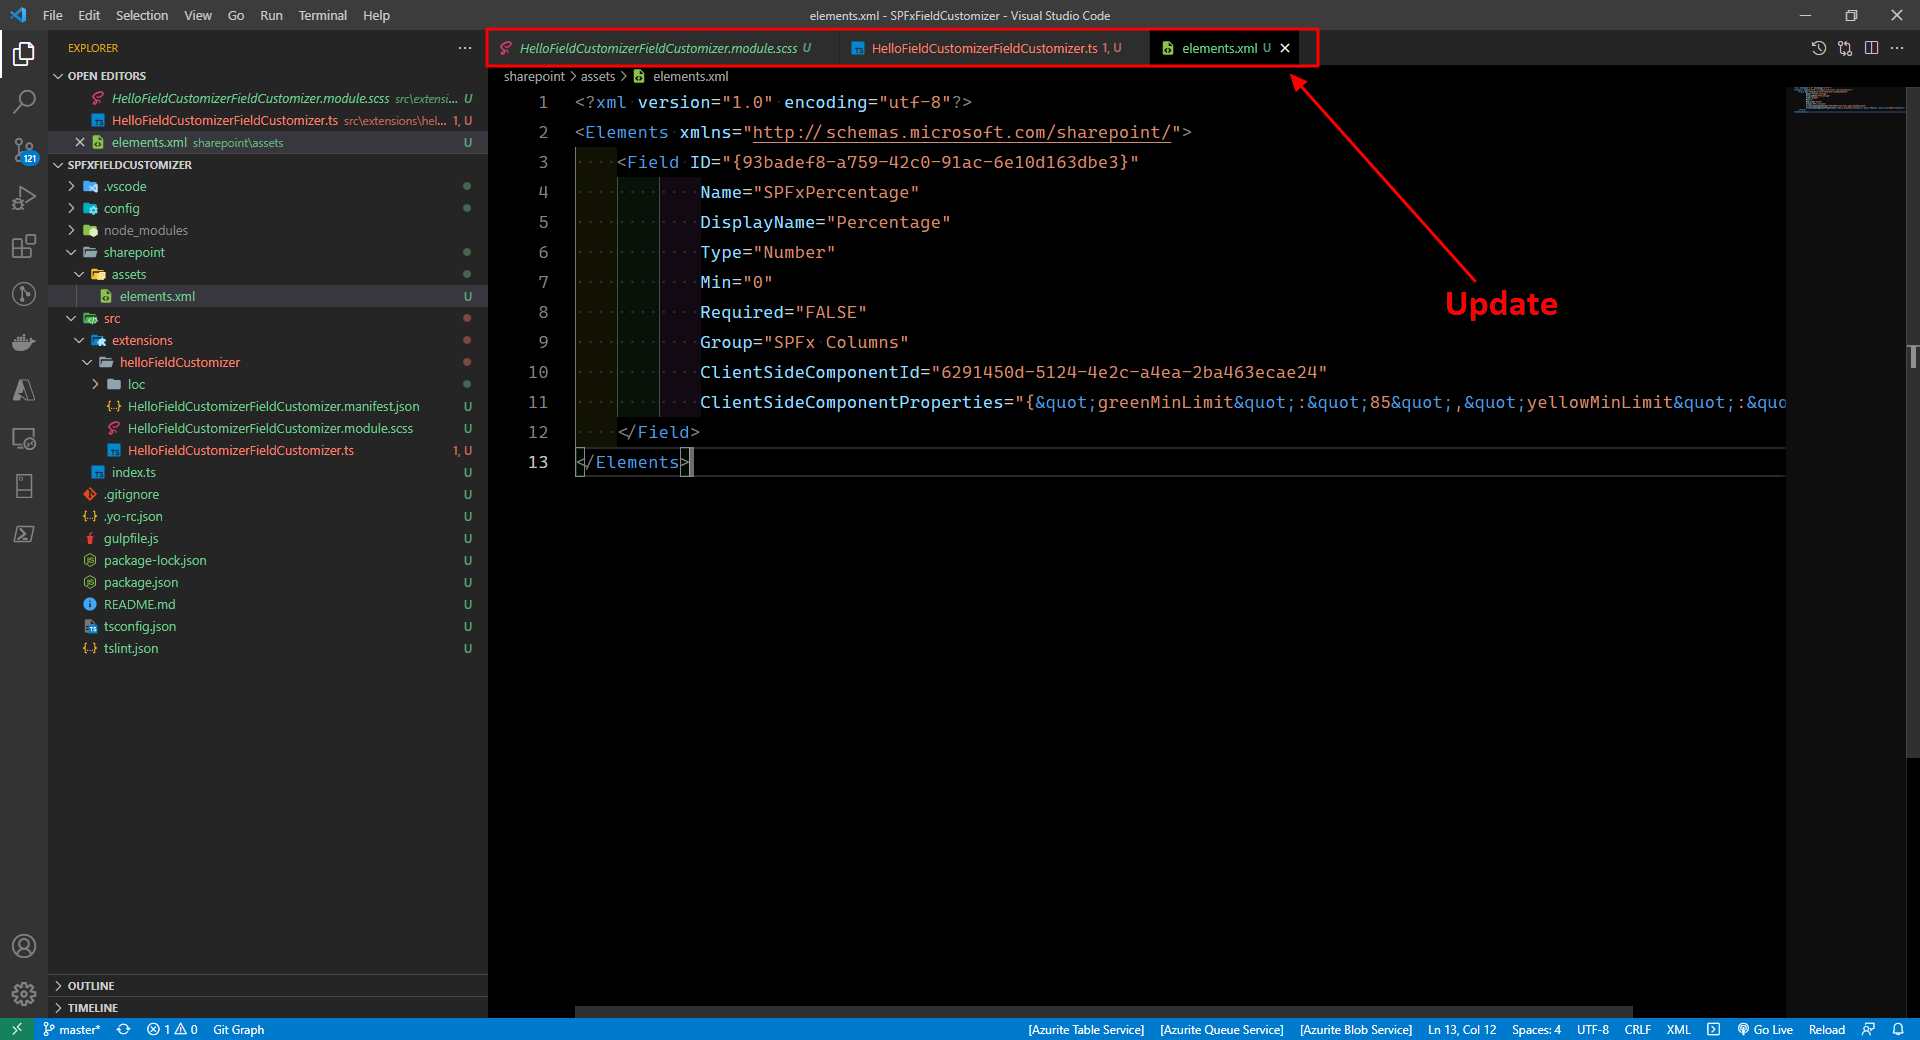 File Edit Selection View Go Run Terminal Help
elements.xml - SPFxFieldCustomizer - Visual Studio Code
EXPLORER
OPEN EDITORS
HelloFieldCustomizerFieldCustomizer.module.scss src\extensi... U
HelloFieldCustomizerFieldCustomizer.ts src\extensions\hel... 1, U
elements.xml sharepoint\assets U
SPFXFIELDCUSTOMIZER
.vscode
config
node_modules
sharepoint
assets
elements.xml U
src
extensions
helloFieldCustomizer
loc
HelloFieldCustomizerFieldCustomizer.manifest.json U
HelloFieldCustomizerFieldCustomizer.module.scss U
HelloFieldCustomizerFieldCustomizer.ts 1, U
index.ts U
.gitignore U
.yo-rc.json U
gulpfile.js U
package-lock.json U
package.json U
README.md U
tsconfig.json U
tslint.json U
OUTLINE
TIMELINE
121
HelloFieldCustomizerFieldCustomizer.module.scss U
HelloFieldCustomizerFieldCustomizer.ts 1, U
elements.xml U
sharepoint > assets > elements.xml
1 <?xml version="1.0" encoding="utf-8"?>
2 <Elements xmlns="http://schemas.microsoft.com/sharepoint/">
3 <Field ID="{93badef8-a759-42c0-91ac-6e10d163dbe3}"
4 Name="SPFxPercentage"
5 DisplayName="Percentage"
6 Type="Number"
7 Min="0"
8 Required="FALSE"
9 Group="SPFx Columns"
10 ClientSideComponentId="6291450d-5124-4e2c-a4ea-2ba463ecae24"
11 ClientSideComponentProperties="{&quot;greenMinLimit&quot;:&quot;85&quot;,&quot;yellowMinLimit&quot;:&quo
12 </Field>
13 </Elements>
Update
master* 1 0 Git Graph
[Azurite Table Service] [Azurite Queue Service] [Azurite Blob Service] Ln 13, Col 12 Spaces: 4 UTF-8 CRLF XML Go Live Reload